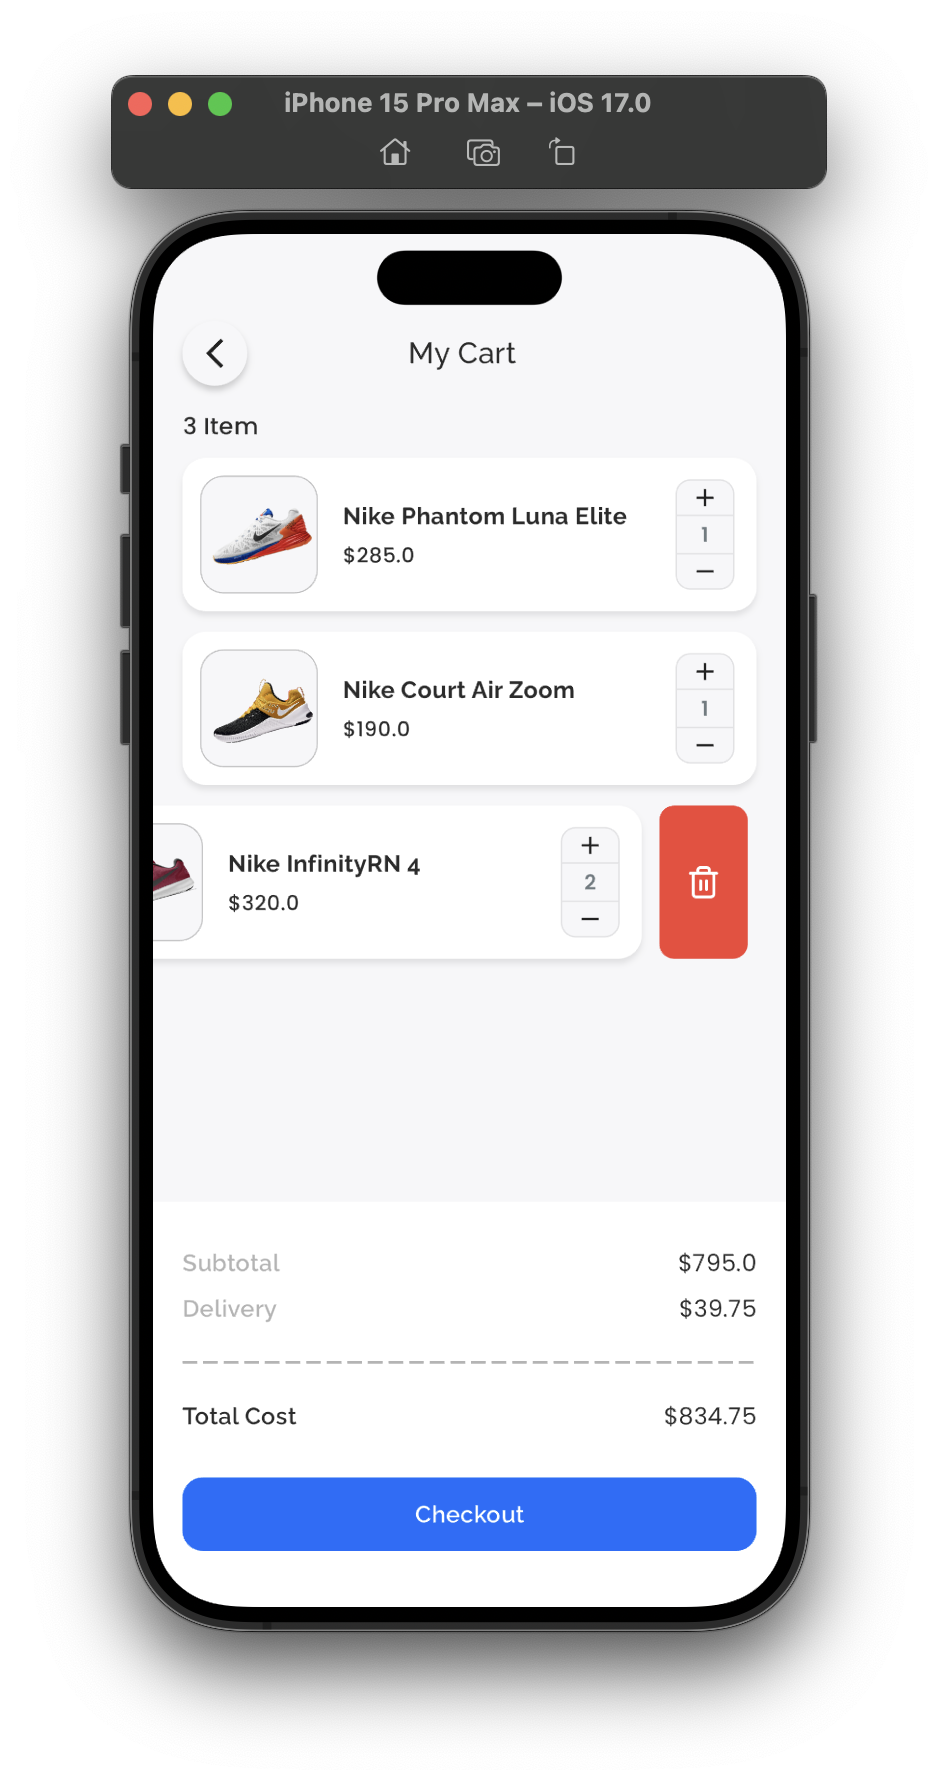 iPhone 15 Pro Max – iOS 17.0
My Cart
3 Item
Nike Phantom Luna Elite
$285.0
+
1
−
Nike Court Air Zoom
$190.0
+
1
−
Nike InfinityRN 4
$320.0
+
2
−
Subtotal $795.0
Delivery $39.75
Total Cost $834.75
Checkout